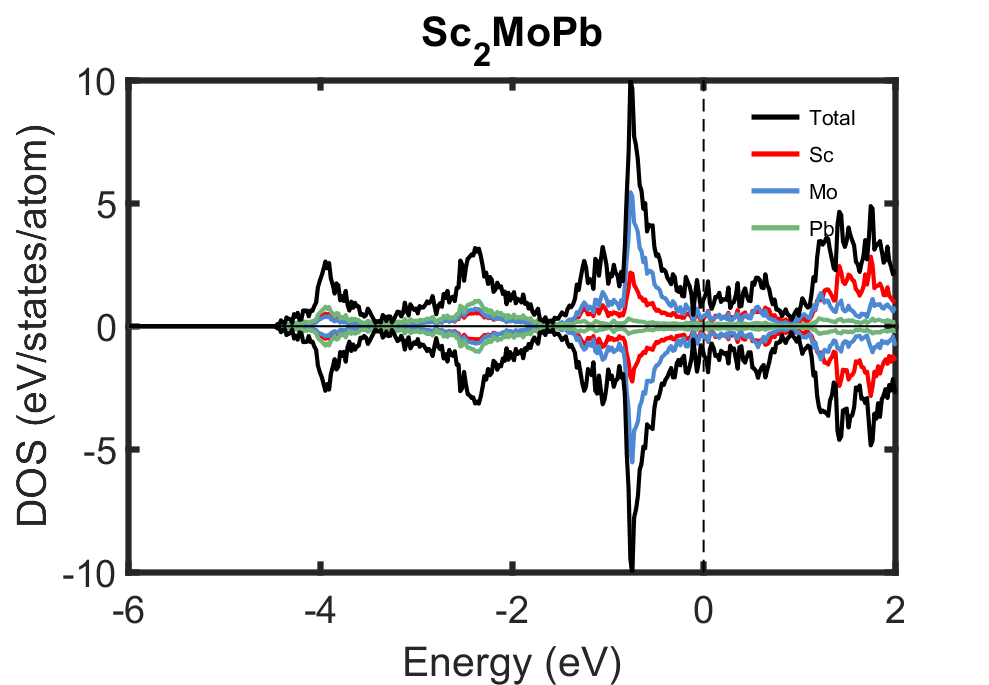 Sc2MoPb
10
5
0
-5
-10
DOS (eV/states/atom)
Total
Sc
Mo
Pb
-6 -4 -2 0 2
Energy (eV)